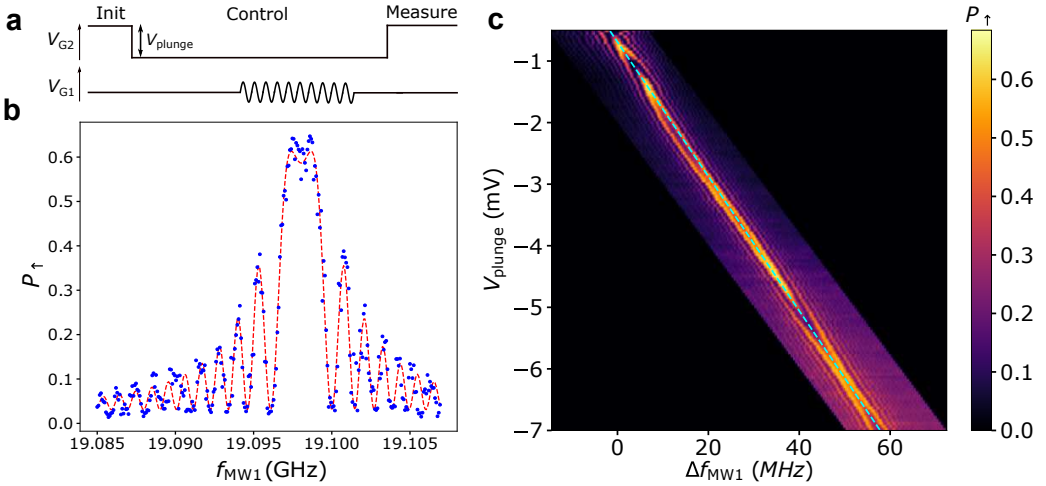 a
Init
Control
Measure
V_G2
V_plunge
V_G1
b
P_↑
0.6
0.5
0.4
0.3
0.2
0.1
0.0
19.085
19.090
19.095
19.100
19.105
f_MW1 (GHz)
c
V_plunge (mV)
−1
−2
−3
−4
−5
−6
−7
0
20
40
60
Δf_MW1 (MHz)
P_↑
0.6
0.5
0.4
0.3
0.2
0.1
0.0